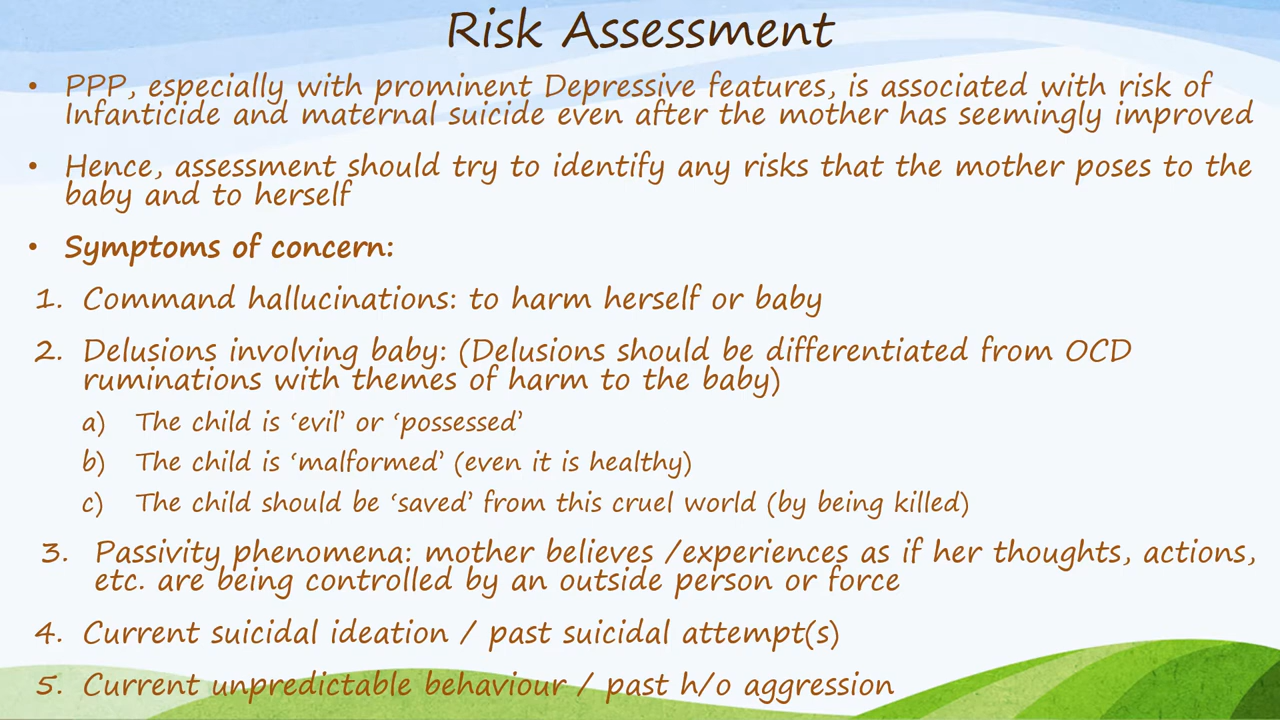 Risk Assessment
• PPP, especially with prominent Depressive features, is associated with risk of
Infanticide and maternal suicide even after the mother has seemingly improved
• Hence, assessment should try to identify any risks that the mother poses to the
baby and to herself
• Symptoms of concern:
1. Command hallucinations: to harm herself or baby
2. Delusions involving baby: (Delusions should be differentiated from OCD
ruminations with themes of harm to the baby)
a) The child is ‘evil’ or ‘possessed’
b) The child is ‘malformed’ (even it is healthy)
c) The child should be ‘saved’ from this cruel world (by being killed)
3. Passivity phenomena: mother believes /experiences as if her thoughts, actions,
etc. are being controlled by an outside person or force
4. Current suicidal ideation / past suicidal attempt(s)
5. Current unpredictable behaviour / past h/o aggression